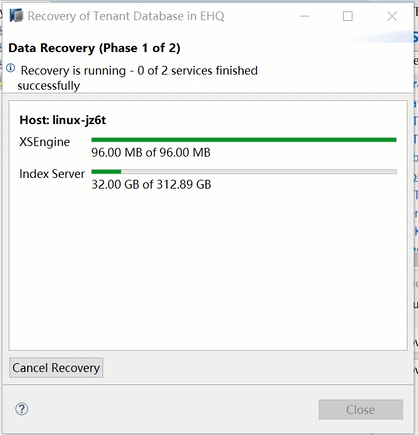 Recovery of Tenant Database in EHQ
Data Recovery (Phase 1 of 2)
Recovery is running - 0 of 2 services finished
successfully
Host: linux-jz6t
XSEngine
96.00 MB of 96.00 MB
Index Server
32.00 GB of 312.89 GB
Cancel Recovery
?
Close